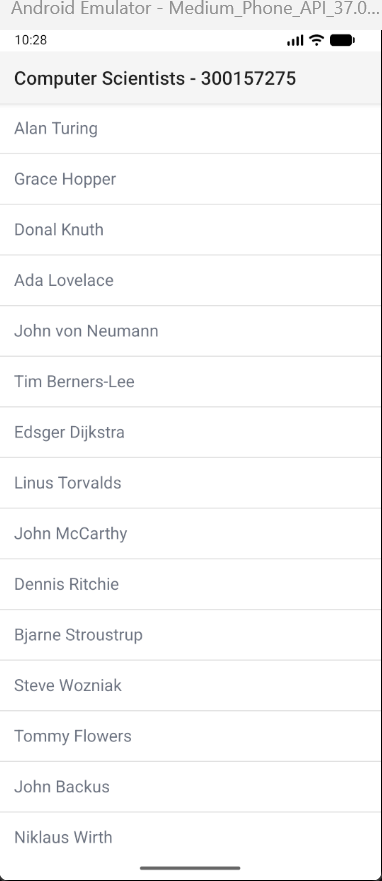 Android Emulator - Medium_Phone_API_37.0...
10:28
Computer Scientists - 300157275
Alan Turing
Grace Hopper
Donal Knuth
Ada Lovelace
John von Neumann
Tim Berners-Lee
Edsger Dijkstra
Linus Torvalds
John McCarthy
Dennis Ritchie
Bjarne Stroustrup
Steve Wozniak
Tommy Flowers
John Backus
Niklaus Wirth